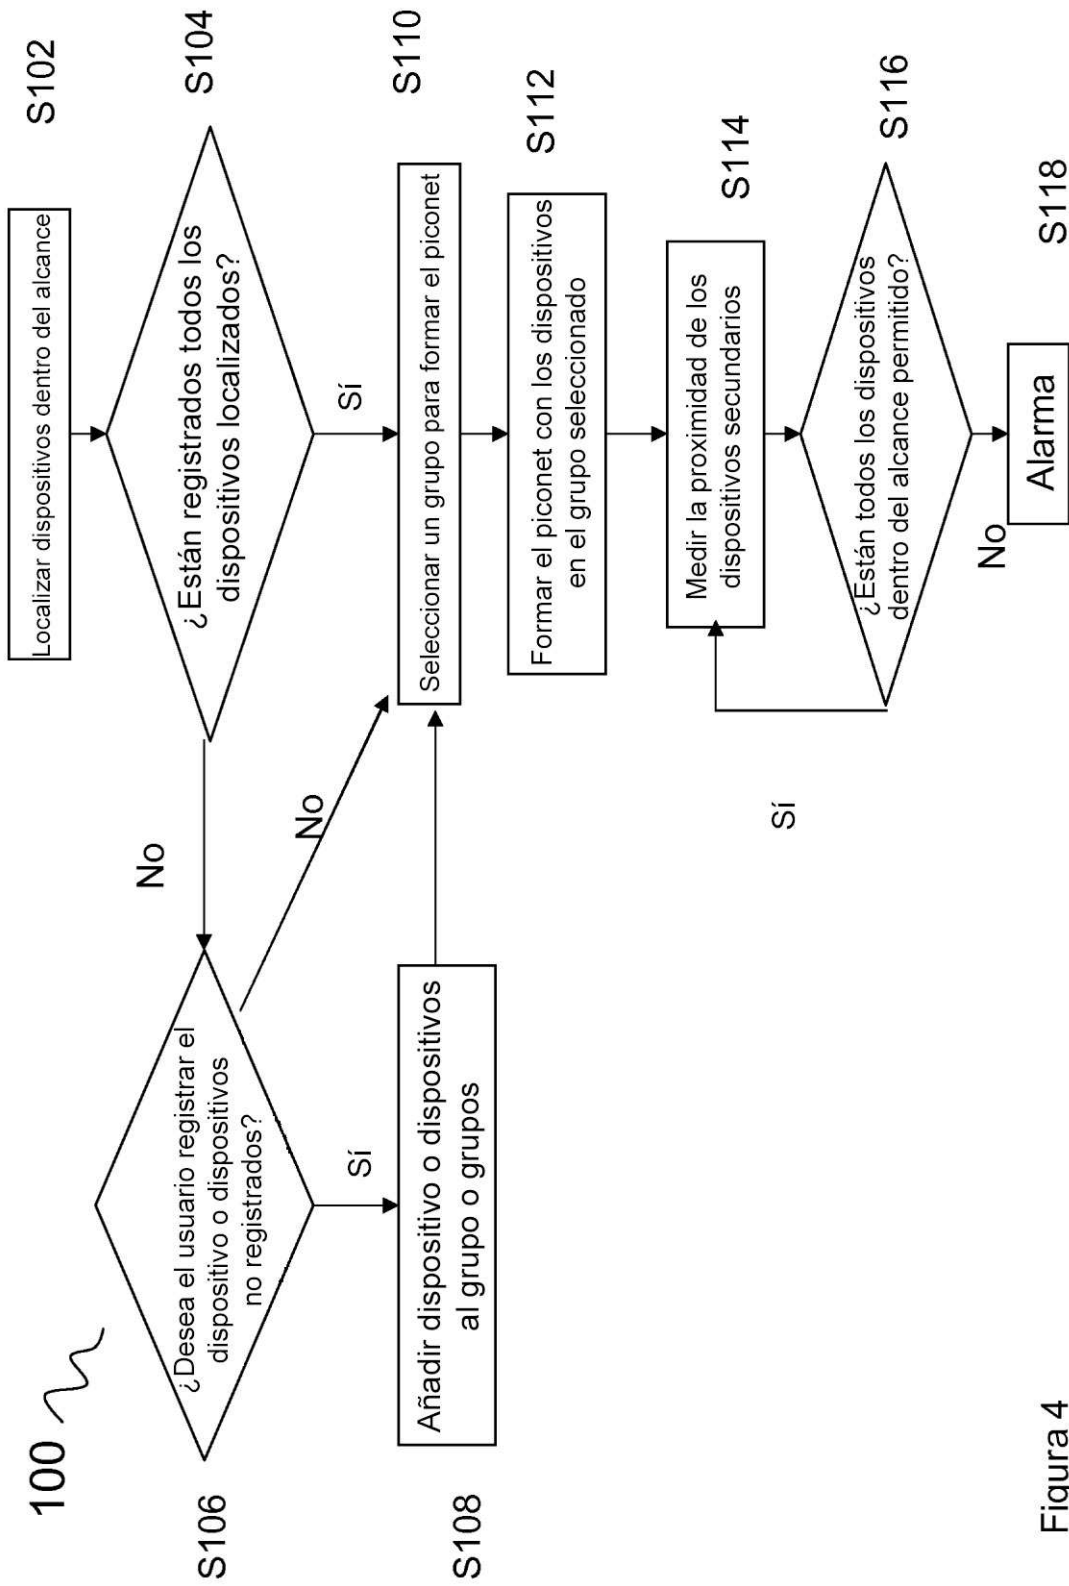 100
S102
Localizar dispositivos dentro del alcance
S104
¿Están registrados todos los
dispositivos localizados?
No
Sí
S106
¿Desea el usuario registrar el
dispositivo o dispositivos
no registrados?
No
Sí
S108
Añadir dispositivo o dispositivos
al grupo o grupos
S110
Seleccionar un grupo para formar el piconet
S112
Formar el piconet con los dispositivos
en el grupo seleccionado
S114
Medir la proximidad de los
dispositivos secundarios
S116
¿Están todos los dispositivos
dentro del alcance permitido?
Sí
No
S118
Alarma
Figura 4